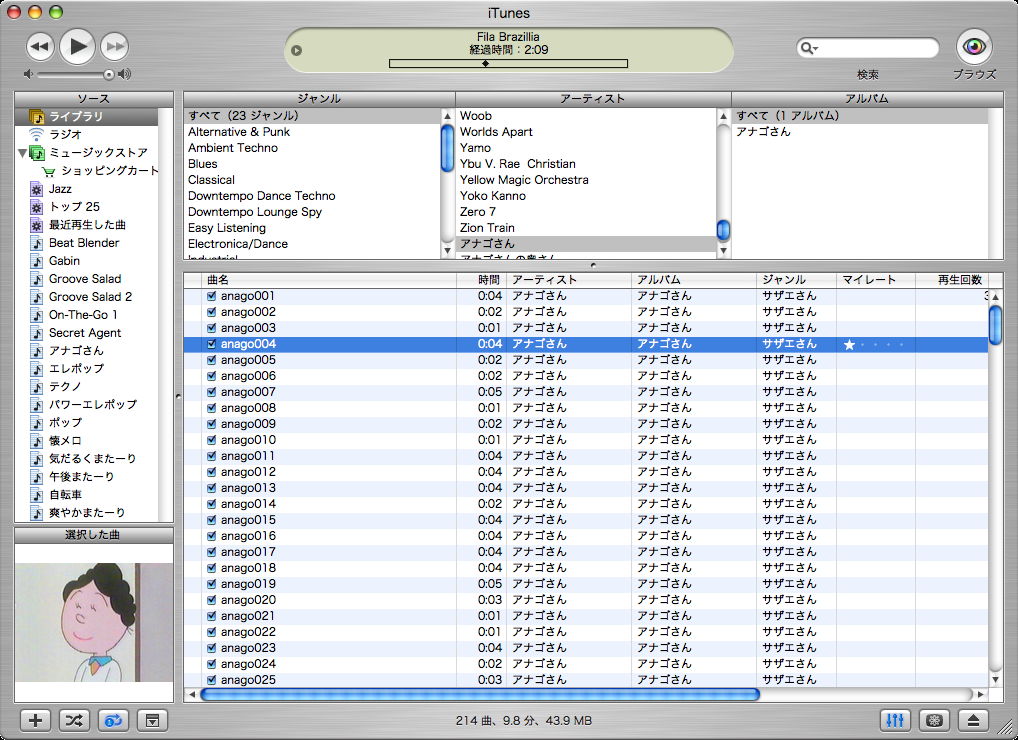 iTunes
Fila Brazillia
経過時間：2:09
検索
ブラウズ
ソース
ライブラリ
ラジオ
ミュージックストア
ショッピングカート
Jazz
トップ 25
最近再生した曲
Beat Blender
Gabin
Groove Salad
Groove Salad 2
On-The-Go 1
Secret Agent
アナゴさん
エレポップ
テクノ
パワーエレポップ
ポップ
懐メロ
気だるくまたーり
午後またーり
自転車
爽やかまたーり
選択した曲
ジャンル
すべて（23 ジャンル）
Alternative & Punk
Ambient Techno
Blues
Classical
Downtempo Dance Techno
Downtempo Lounge Spy
Easy Listening
Electronica/Dance
Industrial
アーティスト
Woob
Worlds Apart
Yamo
Ybu V. Rae Christian
Yellow Magic Orchestra
Yoko Kanno
Zero 7
Zion Train
アナゴさん
アナゴさんの奥さん
アルバム
すべて（1 アルバム）
アナゴさん
曲名 時間 アーティスト アルバム ジャンル マイレート 再生回数
anago001 0:04 アナゴさん アナゴさん サザエさん 3
anago002 0:02 アナゴさん アナゴさん サザエさん
anago003 0:01 アナゴさん アナゴさん サザエさん
anago004 0:04 アナゴさん アナゴさん サザエさん ★
anago005 0:02 アナゴさん アナゴさん サザエさん
anago006 0:02 アナゴさん アナゴさん サザエさん
anago007 0:05 アナゴさん アナゴさん サザエさん
anago008 0:01 アナゴさん アナゴさん サザエさん
anago009 0:02 アナゴさん アナゴさん サザエさん
anago010 0:01 アナゴさん アナゴさん サザエさん
anago011 0:04 アナゴさん アナゴさん サザエさん
anago012 0:04 アナゴさん アナゴさん サザエさん
anago013 0:04 アナゴさん アナゴさん サザエさん
anago014 0:02 アナゴさん アナゴさん サザエさん
anago015 0:04 アナゴさん アナゴさん サザエさん
anago016 0:04 アナゴさん アナゴさん サザエさん
anago017 0:04 アナゴさん アナゴさん サザエさん
anago018 0:04 アナゴさん アナゴさん サザエさん
anago019 0:05 アナゴさん アナゴさん サザエさん
anago020 0:03 アナゴさん アナゴさん サザエさん
anago021 0:01 アナゴさん アナゴさん サザエさん
anago022 0:01 アナゴさん アナゴさん サザエさん
anago023 0:04 アナゴさん アナゴさん サザエさん
anago024 0:02 アナゴさん アナゴさん サザエさん
anago025 0:03 アナゴさん アナゴさん サザエさん
214 曲、9.8 分、43.9 MB